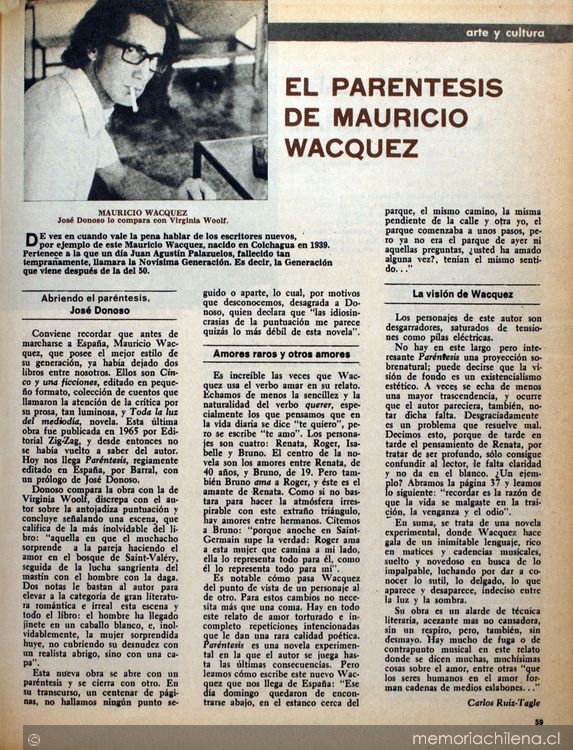 arte y cultura
EL PARENTESIS
DE MAURICIO
WACQUEZ
MAURICIO WACQUEZ
José Donoso lo compara con Virginia Woolf.
DE vez en cuando vale la pena hablar de los escritores nuevos,
por ejemplo de este Mauricio Wacquez, nacido en Colchagua en 1939.
Pertenece a la que un día Juan Agustín Palazuelos, fallecido tan
tempranamente, llamara la Novísima Generación. Es decir, la Generación
que viene después de la del 50.
Abriendo el paréntesis,
José Donoso
Conviene recordar que antes de
marcharse a España, Mauricio Wac-
quez, que posee el mejor estilo de
su generación, ya había dejado dos
libros entre nosotros. Ellos son Cin-
co y una ficciones, editado en peque-
ño formato, colección de cuentos que
llamaron la atención de la crítica por
su prosa, tan luminosa, y Toda la luz
del mediodía, novela. Esta última
obra fue publicada en 1965 por Edi-
torial Zig-Zag, y desde entonces no
se había vuelto a saber del autor.
Hoy nos llega Paréntesis, regiamente
editado en España, por Barral, con
un prólogo de José Donoso.
Donoso compara la obra con la de
Virginia Woolf, discrepa con el au-
tor sobre la antojadiza puntuación y
concluye señalando una escena, que
califica de la más inolvidable del li-
bro: "aquella en que el muchacho
sorprende a la pareja haciendo el
amor en el bosque de Saint-Valéry,
seguida de la lucha sangrienta del
mastín con el hombre con la daga.
Dos notas le bastan al autor para
elevar a la categoría de gran literatu-
ra romántica e irreal esta escena y
todo el libro: el hombre ha llegado
jinete en un caballo blanco, e, inol-
vidablemente, la mujer sorprendida
huye, no cubriendo su desnudez con
un realista abrigo, sino con una ca-
pa".
Esta nueva obra se abre con un
paréntesis y se cierra con otro. En
su transcurso, un centenar de pági-
nas, no hallamos ningún punto se-
guido o aparte, lo cual, por motivos
que desconocemos, desagrada a Do-
noso, quien declara que "las idiosin-
crasias de la puntuación me parece
quizás lo más débil de esta novela".
Amores raros y otros amores
Es increíble las veces que Wac-
quez usa el verbo amar en su relato.
Echamos de menos la sencillez y la
naturalidad del verbo querer, espe-
cialmente los que pensamos que en
la vida diaria se dice "te quiero", pe-
ro se escribe "te amo". Los persona-
jes son cuatro: Renata, Roger, Isa-
belle y Bruno. El centro de la no-
vela son los amores entre Renata, de
40 años, y Bruno, de 19. Pero tam-
bién Bruno ama a Roger, y éste es el
amante de Renata. Como si no bas-
tara para hacer la atmósfera irres-
pirable con este extraño triángulo,
hay amores entre hermanos. Citemos
a Bruno: "porque anoche en Saint-
Germain supe la verdad: Roger ama
a esta mujer que camina a mi lado,
ella lo representa todo para él, como
él lo representa todo para mí".
Es notable cómo pasa Wacquez
del punto de vista de un personaje al
de otro. Para estos cambios no nece-
sita más que una coma. Hay en todo
este relato de amor torturado e in-
completo repeticiones intencionadas
que le dan una rara calidad poética.
Paréntesis es una novela experimen-
tal en la que el autor se juega has-
ta las últimas consecuencias. Pero
leamos cómo escribe este nuevo Wac-
quez que nos llega de España: "Ese
día domingo quedaron de encon-
trarse abajo, en el estanco cerca del
parque, el mismo camino, la misma
pendiente de la calle y otra yo, el
parque comenzaba a unos pasos, pe-
ro ya no era el parque de ayer ni
aquellas preguntas, ¿usted ha amado
alguna vez?, tenían el mismo senti-
do..."
La visión de Wacquez
Los personajes de este autor son
desgarradores, saturados de tensio-
nes como pilas eléctricas.
No hay en este largo pero inte-
resante Paréntesis una proyección so-
brenatural; puede decirse que la vi-
sión de fondo es un existencialismo
estético. A veces se echa de menos
una mayor trascendencia, y ocurre
que el autor pareciera, también, no-
tar dicha falta. Desgraciadamente
es un problema que resuelve mal.
Decimos esto, porque de tarde en
tarde el pensamiento de Renata, por
tratar de ser profundo, sólo consigue
confundir al lector, le falta claridad
y no da en el blanco. ¿Un ejem-
plo? Abramos la página 37 y leamos
lo siguiente: "recordar es la razón de
que la vida se malgaste en la trai-
ción, la venganza y el odio".
En suma, se trata de una novela
experimental, donde Wacquez hace
gala de un inimitable lenguaje, rico
en matices y cadencias musicales,
suelto y novedoso en busca de lo
impalpable, luchando por dar a co-
nocer lo sutil, lo delgado, lo que
aparece y desaparece, indeciso entre
la luz y la sombra.
Su obra es un alarde de técnica
literaria, acezante mas no cansadora,
sin un respiro, pero, también, sin
desmayo. Hay mucho de fuga o de
contrapunto musical en este relato
donde se dicen muchas, muchísimas
cosas sobre el amor, entre otras "que
los seres humanos en el amor for-
man cadenas de medios eslabones..."
Carlos Ruiz-Tagle
59
© memoriachilena.cl